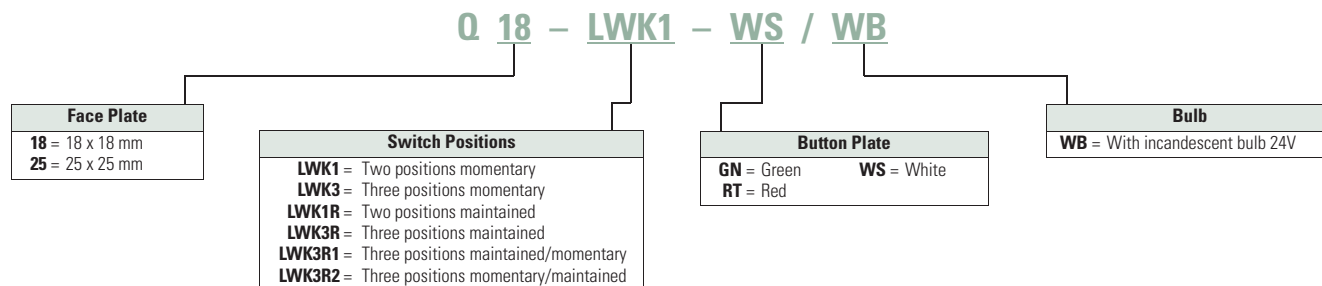 Q 18 – LWK1 – WS / WB
Face Plate
18 = 18 x 18 mm
25 = 25 x 25 mm
Switch Positions
LWK1 = Two positions momentary
LWK3 = Three positions momentary
LWK1R = Two positions maintained
LWK3R = Three positions maintained
LWK3R1 = Three positions maintained/momentary
LWK3R2 = Three positions momentary/maintained
Button Plate
GN = Green WS = White
RT = Red
Bulb
WB = With incandescent bulb 24V